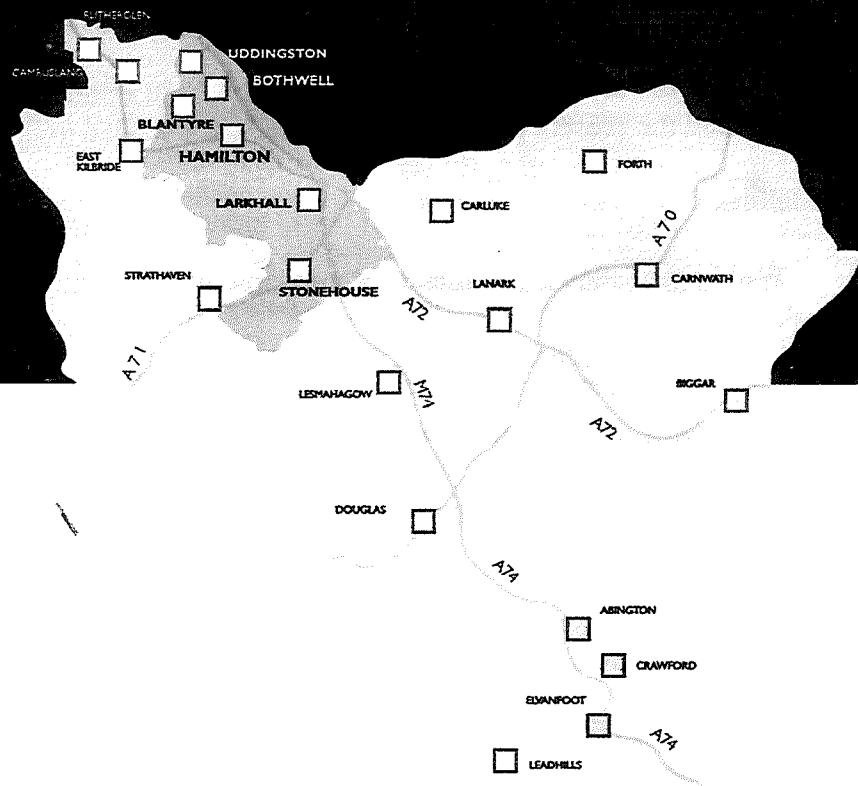 RUTHERGLEN
UDDINGSTON
CAMBUSLANG
BOTHWELL
BLANTYRE
EAST
KILBRIDE
HAMILTON
FORTH
LARKHALL
CARLUKE
A70
STRATHAVEN
STONEHOUSE
LANARK
CARNWATH
A72
A71
LESMAHAGOW
M74
BIGGAR
A72
DOUGLAS
A74
ABINGTON
CRAWFORD
ELVANFOOT
A74
LEADHILLS